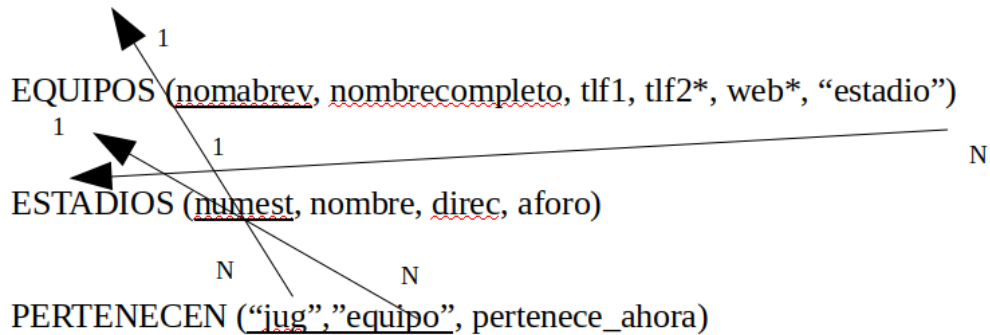 1
EQUIPOS (nomabrev, nombrecompleto, tlf1, tlf2*, web*, “estadio”)
1
1
N
ESTADIOS (numest, nombre, direc, aforo)
N
N
PERTENECEN (“jug”,”equipo”, pertenece_ahora)